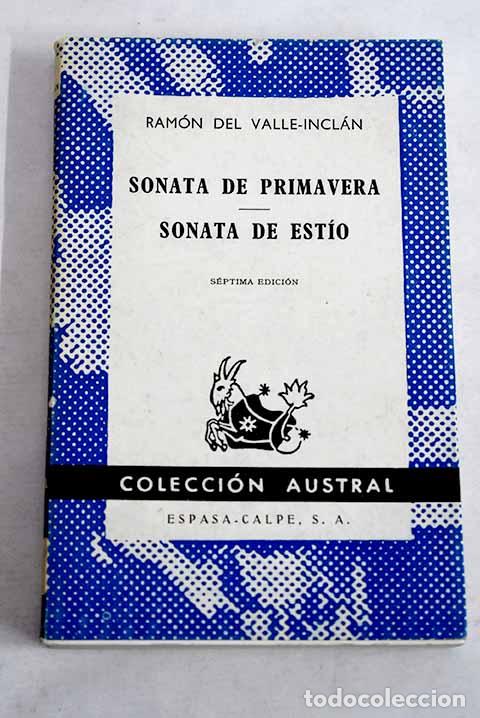 RAMÓN DEL VALLE-INCLÁN
SONATA DE PRIMAVERA
SONATA DE ESTÍO
SÉPTIMA EDICIÓN
COLECCIÓN AUSTRAL
ESPASA-CALPE, S. A.
todocoleccion